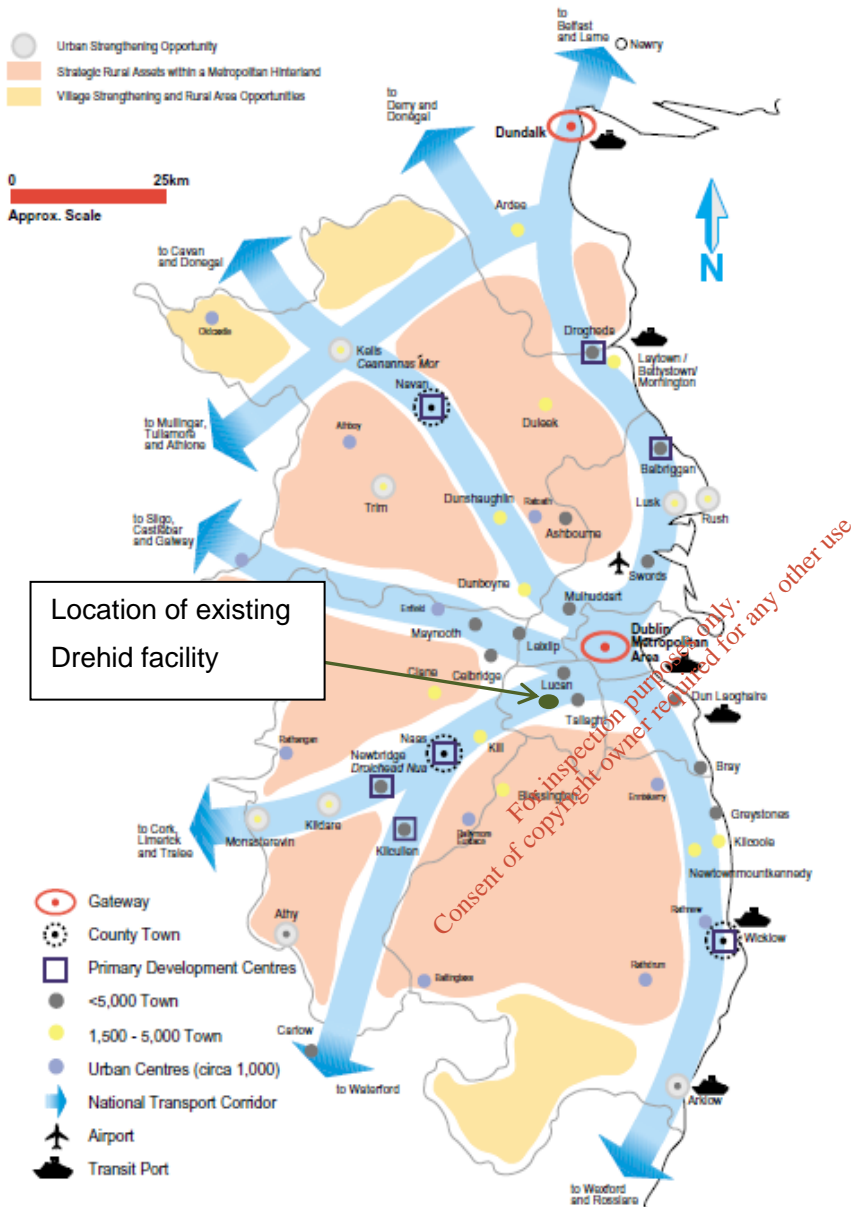 Urban Strengthening Opportunity
Strategic Rural Assets within a Metropolitan Hinterland
Village Strengthening and Rural Area Opportunities
0 25km
Approx. Scale
to
Belfast
and Larne
Newry
to
Derry and
Donegal
Dundalk
N
Ardee
to Cavan
and Donegal
Oldcastle
Kells
Ceanannas Mor
Drogheda
Laytown /
Bettystown/
Mornington
Navan
to Mullingar,
Tullamore
and Athlone
Athboy
Duleek
Balbriggan
Trim
Dunshaughlin
Ratoath
Ashbourne
Lusk
Rush
to Sligo,
Castlebar
and Galway
Swords
Dunboyne
Mulhuddart
Location of existing
Drehid facility
Enfield
Maynooth
Leixlip
Celbridge
Dublin
Metropolitan
Area
Clane
Lucan
Tallaght
Dun Laoghaire
Naas
Kill
Rathangan
Newbridge
Droichead Nua
Bray
Blessington
Enniskerry
Greystones
to Cork,
Limerick
and Tralee
Monasterevin
Kildare
Kilcullen
Ballymore
Eustace
Kilcoole
Newtownmountkennedy
For inspection purposes only.
Consent of copyright owner required for any other use
Athy
Rathnew
Wicklow
Baltinglass
Rathdrum
Carlow
to Waterford
Arklow
to Wexford
and Rosslare
Gateway
County Town
Primary Development Centres
<5,000 Town
1,500 - 5,000 Town
Urban Centres (circa 1,000)
National Transport Corridor
Airport
Transit Port